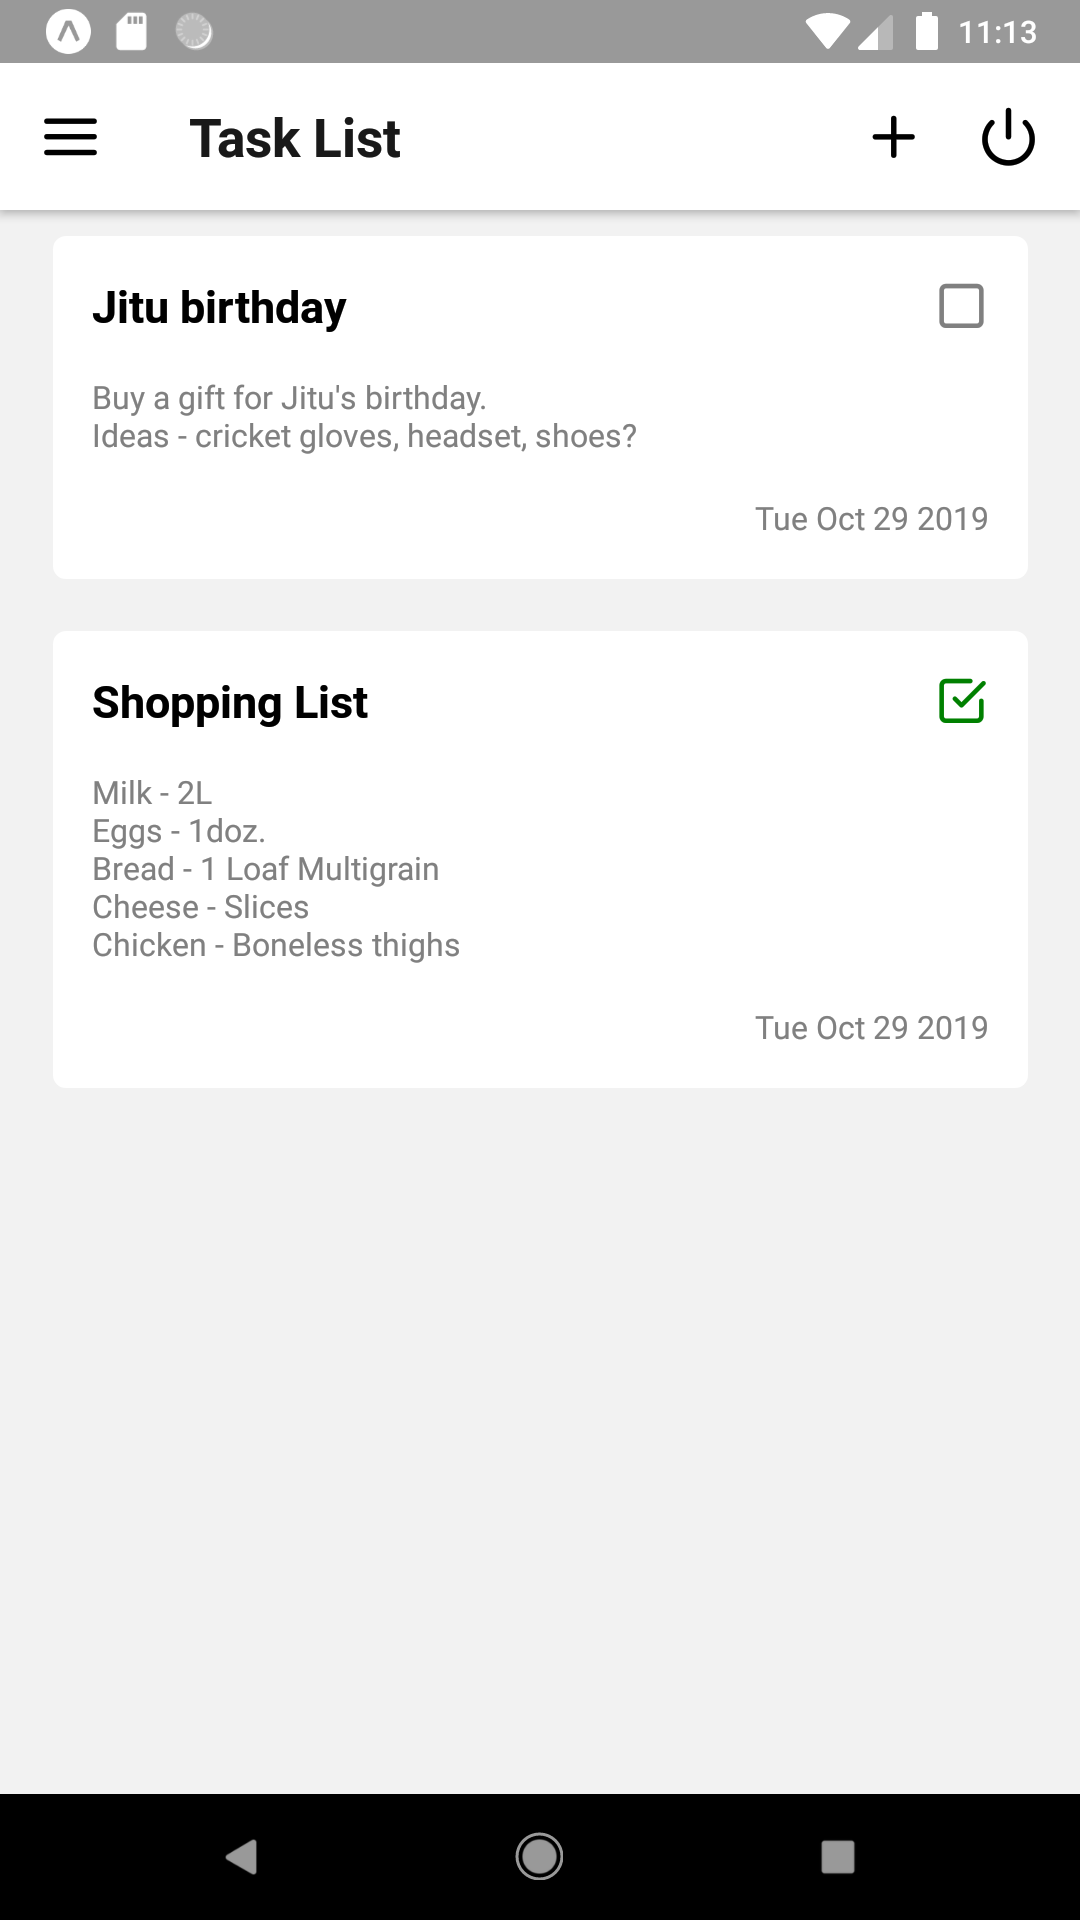 11:13
Task List
Jitu birthday
Buy a gift for Jitu's birthday.
Ideas - cricket gloves, headset, shoes?
Tue Oct 29 2019
Shopping List
Milk - 2L
Eggs - 1doz.
Bread - 1 Loaf Multigrain
Cheese - Slices
Chicken - Boneless thighs
Tue Oct 29 2019